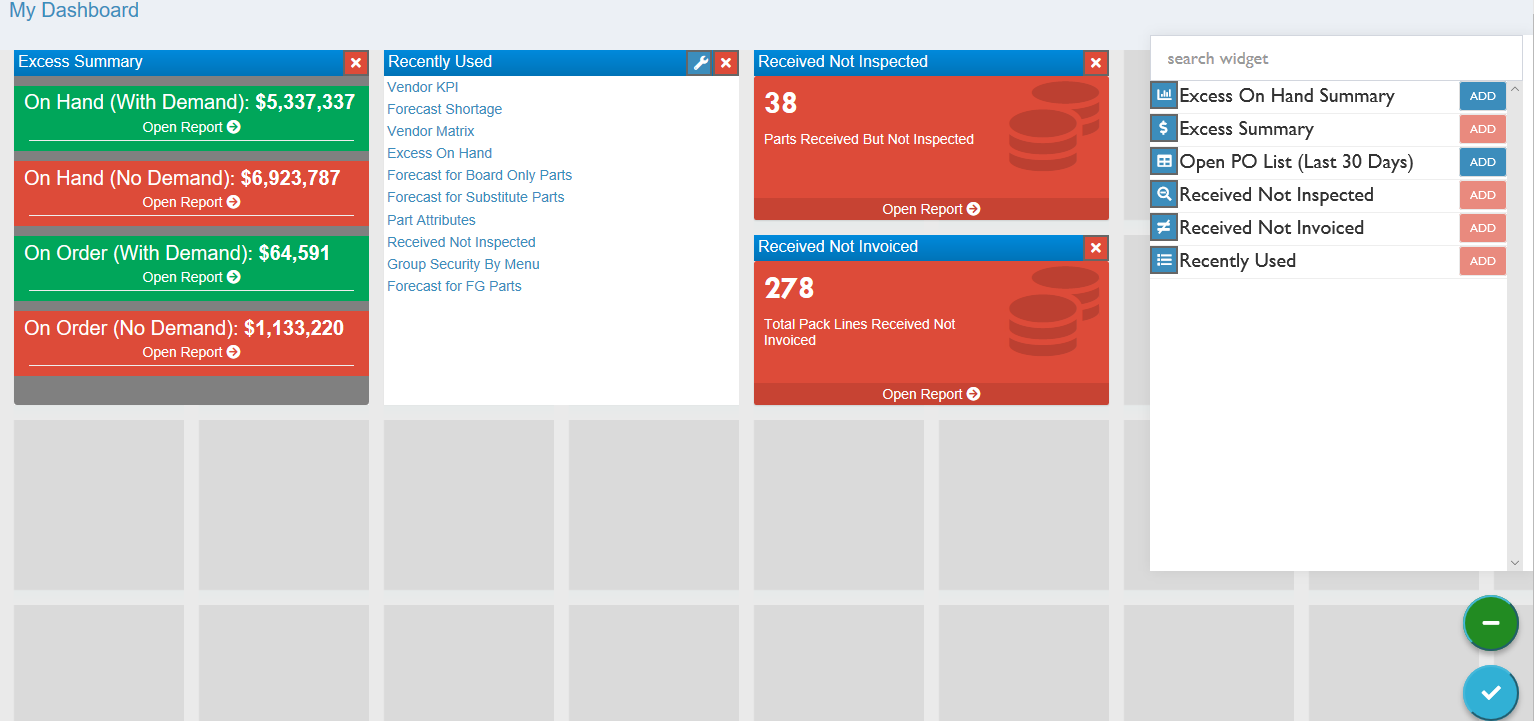 My Dashboard
Excess Summary
On Hand (With Demand): $5,337,337
Open Report
On Hand (No Demand): $6,923,787
Open Report
On Order (With Demand): $64,591
Open Report
On Order (No Demand): $1,133,220
Open Report
Recently Used
Vendor KPI
Forecast Shortage
Vendor Matrix
Excess On Hand
Forecast for Board Only Parts
Forecast for Substitute Parts
Part Attributes
Received Not Inspected
Group Security By Menu
Forecast for FG Parts
Received Not Inspected
38
Parts Received But Not Inspected
Open Report
Received Not Invoiced
278
Total Pack Lines Received Not
Invoiced
Open Report
search widget
Excess On Hand Summary ADD
Excess Summary ADD
Open PO List (Last 30 Days) ADD
Received Not Inspected ADD
Received Not Invoiced ADD
Recently Used ADD